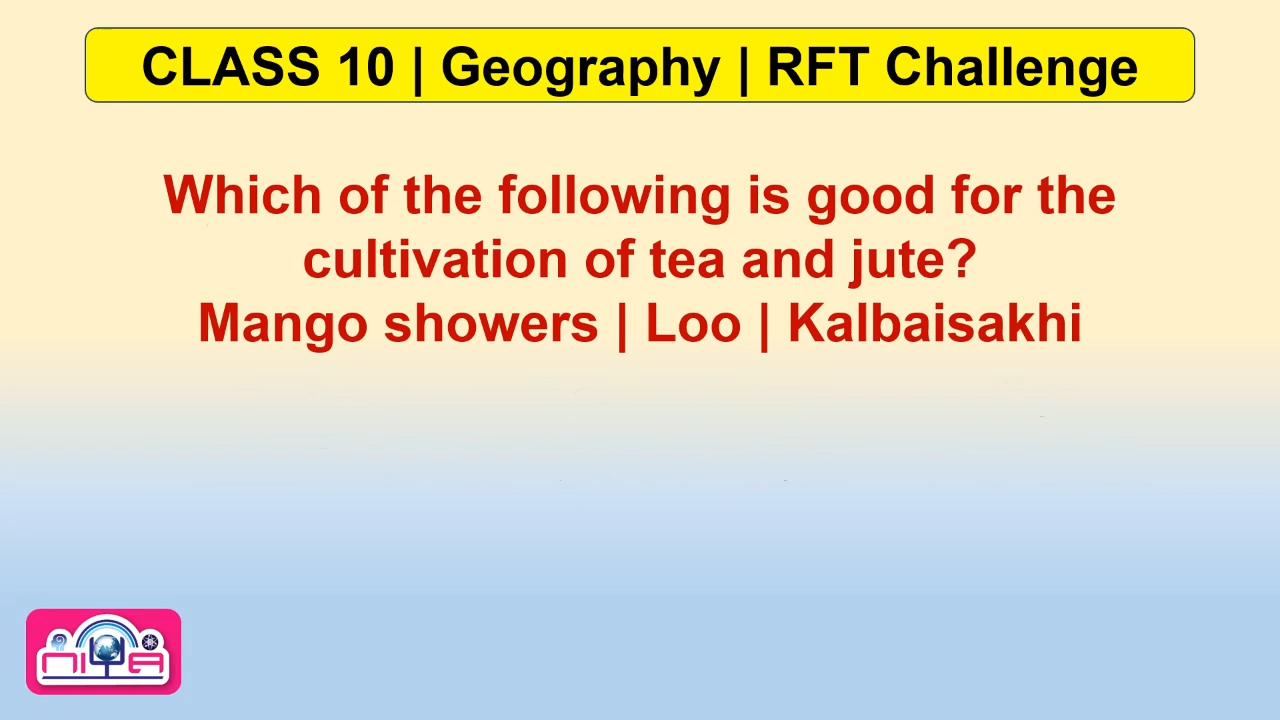 CLASS 10 | Geography | RFT Challenge
Which of the following is good for the
cultivation of tea and jute?
Mango showers | Loo | Kalbaisakhi